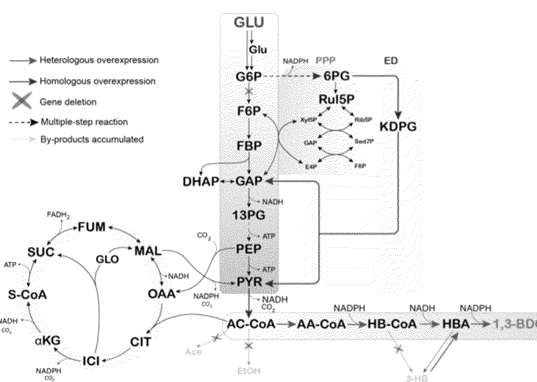 GLU
Glu
G6P
NADPH
PPP
6PG
ED
Heterologous overexpression
Homologous overexpression
Gene deletion
Multiple-step reaction
By-products accumulated
F6P
Rul5P
Xyl5P
Rib5P
KDPG
FBP
GAP
Sed7P
E4P
F6P
DHAP
GAP
NADH
13PG
ATP
PEP
CO2
ATP
PYR
NADPH
CO2
NADH
CO2
FADH2
FUM
SUC
GLO
MAL
ATP
NADH
S-CoA
OAA
NADH
CO2
αKG
CIT
ICI
NADPH
CO2
AC-CoA
AA-CoA
NADPH
HB-CoA
NADH
HBA
NADPH
1,3-BDO
Ace
EtOH
3-HB